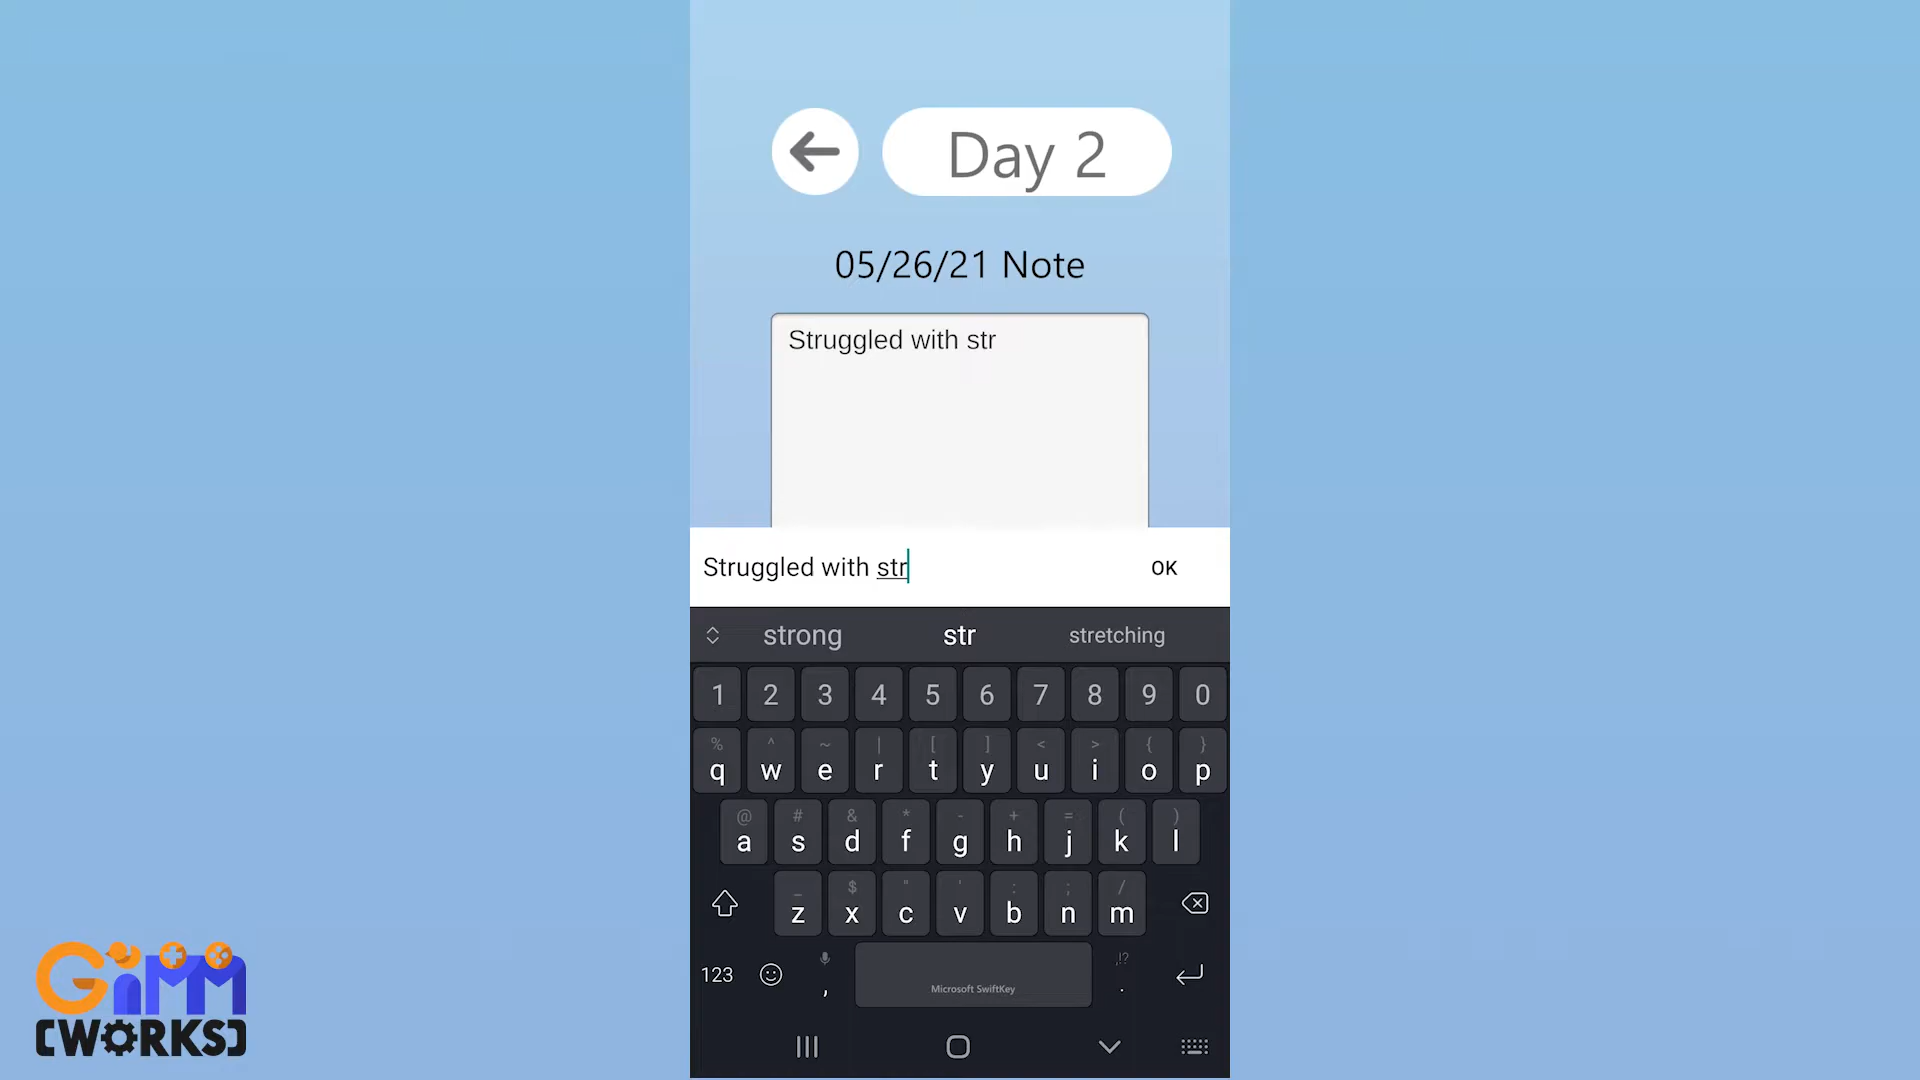 Day 2
05/26/21 Note
Struggled with str
Struggled with str OK
strong str stretching
1 2 3 4 5 6 7 8 9 0
% ^ ~ | [ ] < > { }
q w e r t y u i o p
@ # & * - + = ( )
a s d f g h j k l
_ $ " ' : ; /
z x c v b n m
,!?
123 , Microsoft SwiftKey .
GIMM
[WORKS]